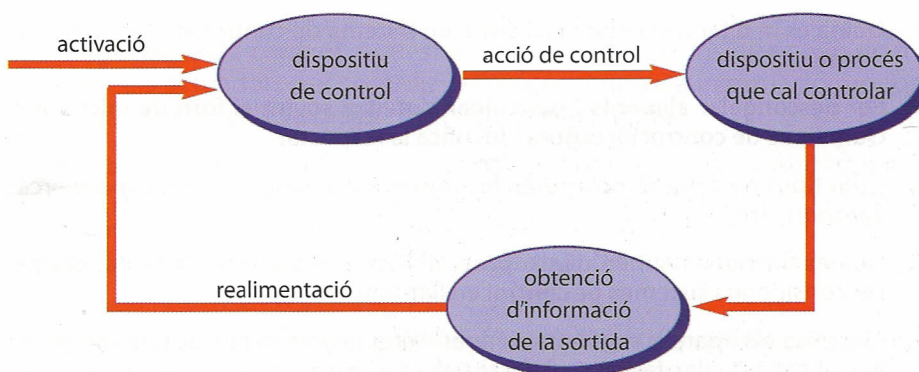 activació
dispositiu
de control
acció de control
dispositiu o procés
que cal controlar
realimentació
obtenció
d'informació
de la sortida